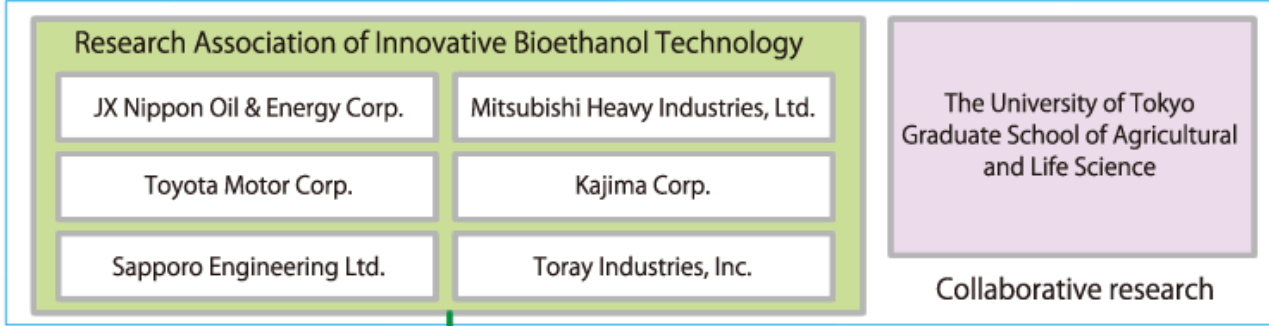 Research Association of Innovative Bioethanol Technology
JX Nippon Oil & Energy Corp.
Mitsubishi Heavy Industries, Ltd.
Toyota Motor Corp.
Kajima Corp.
Sapporo Engineering Ltd.
Toray Industries, Inc.
The University of Tokyo
Graduate School of Agricultural
and Life Science
Collaborative research